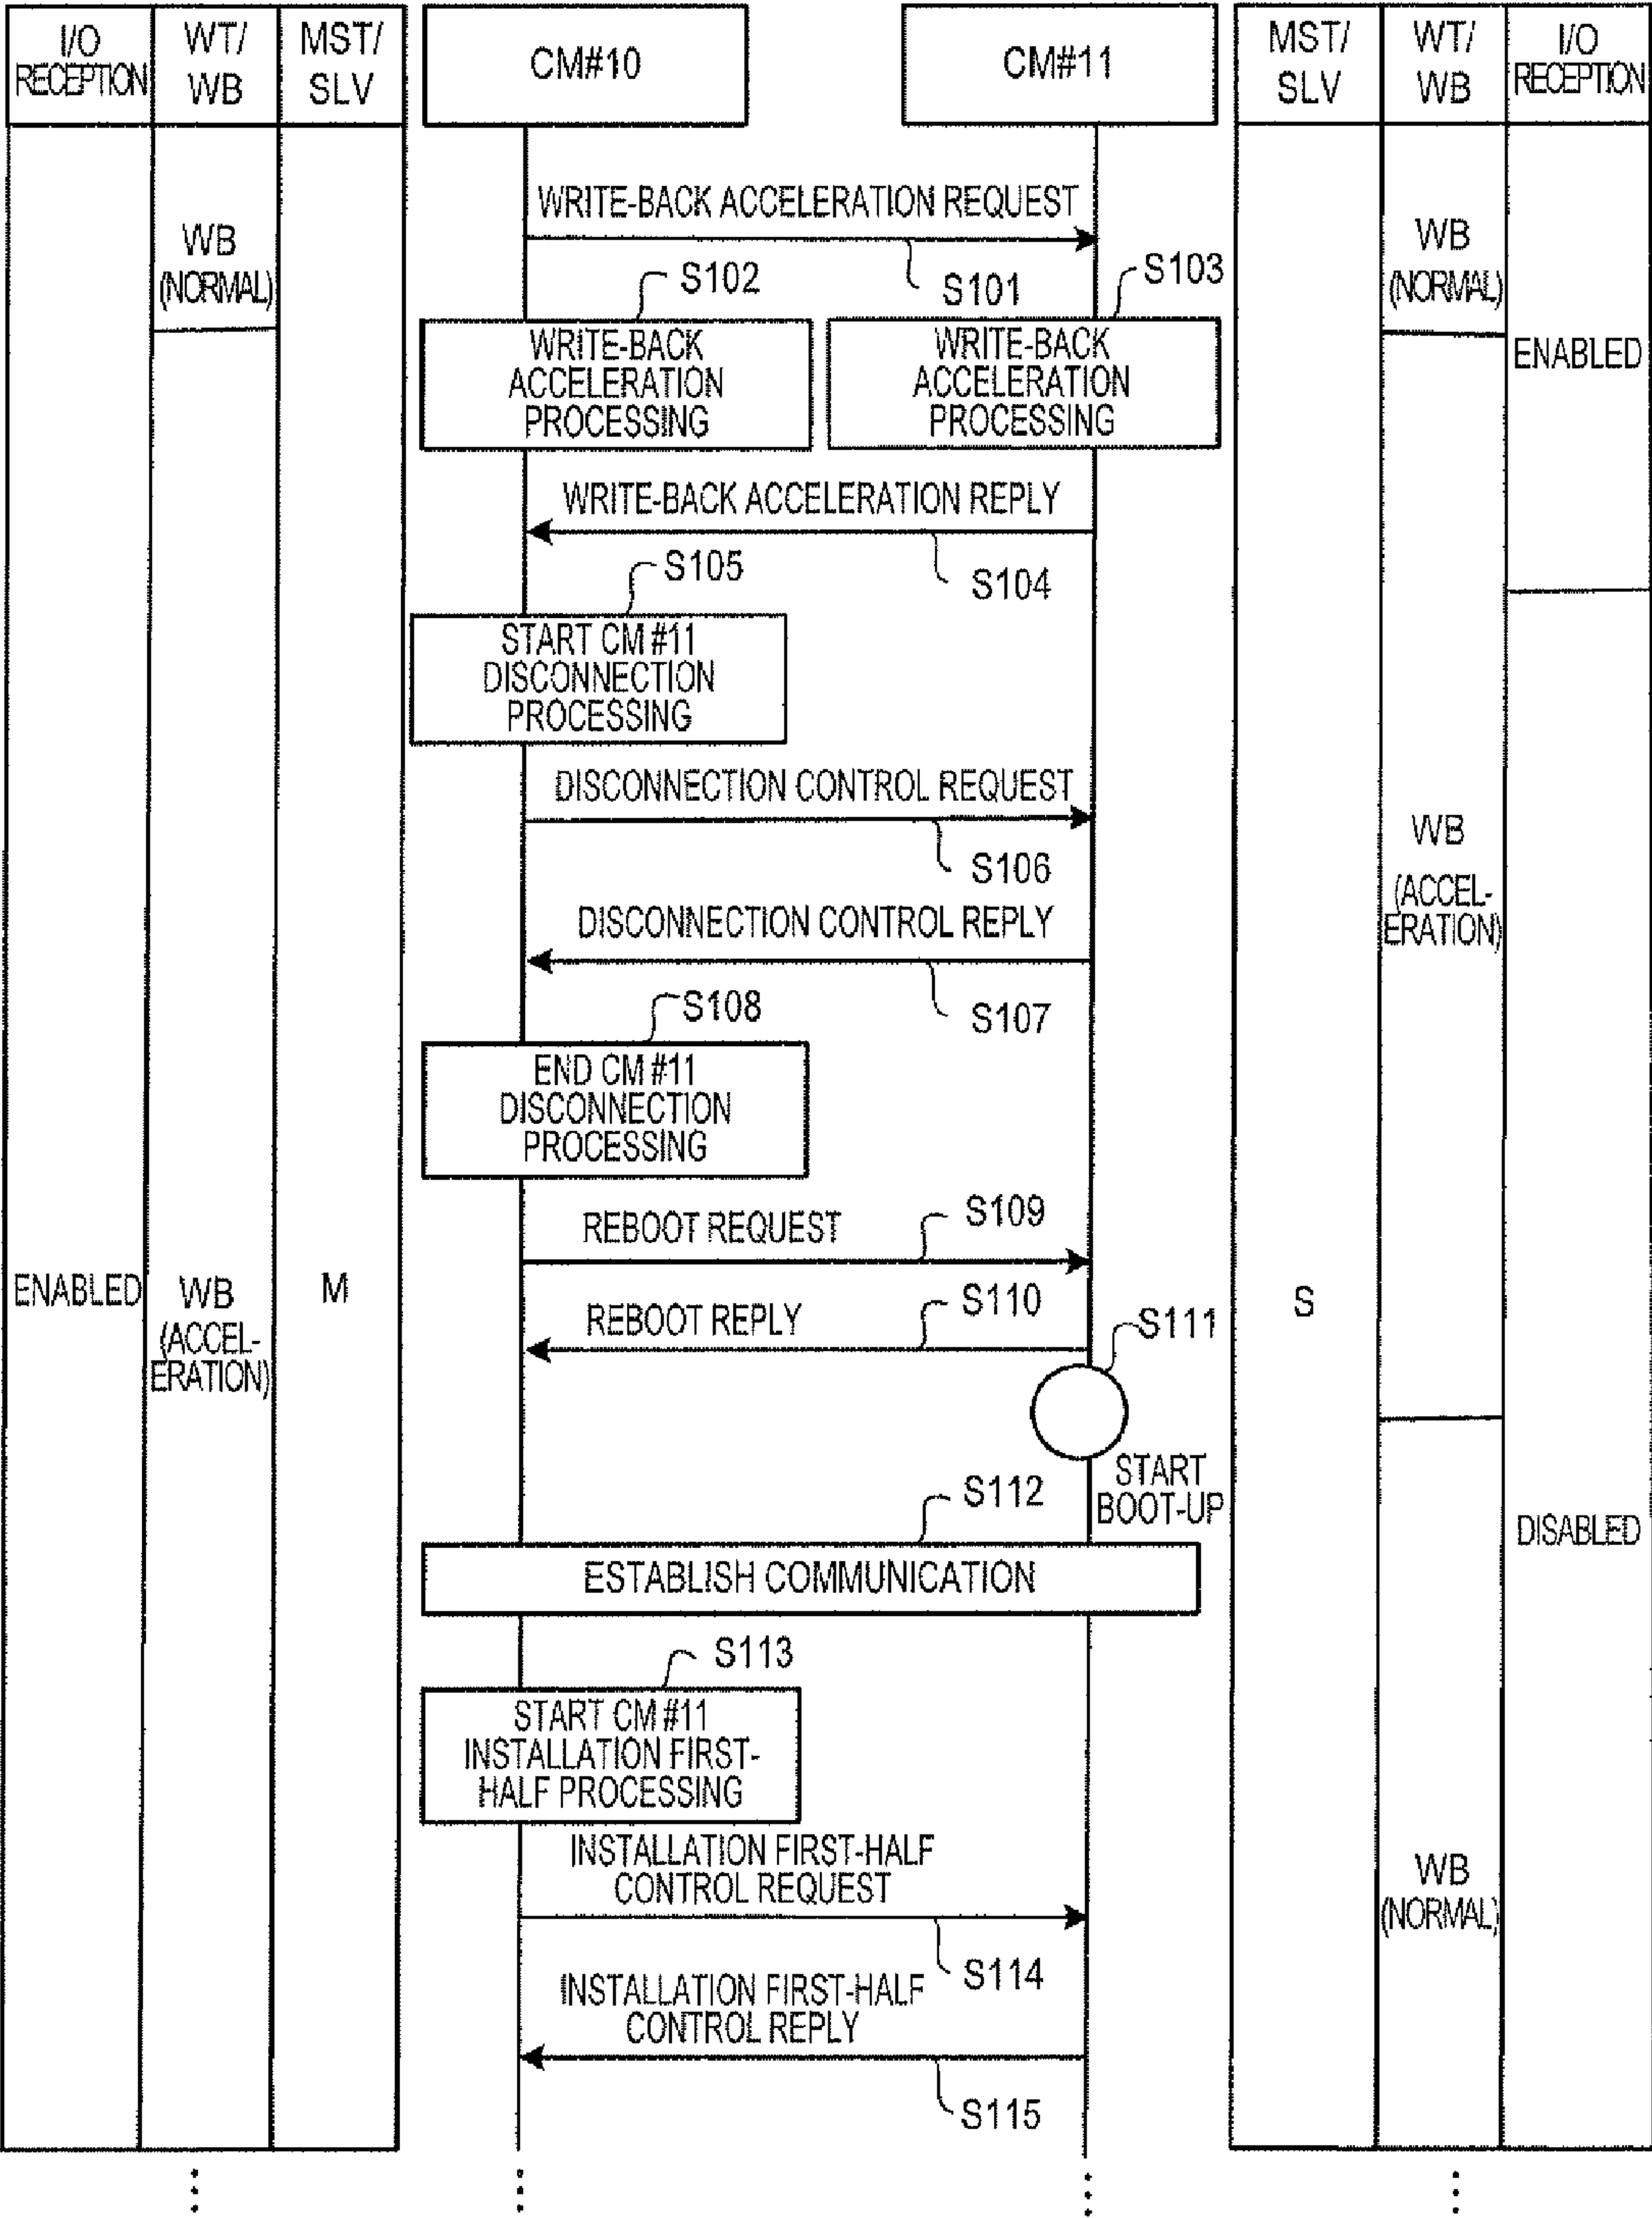 I/O
RECEPTION
WT/
WB
MST/
SLV
CM#10
CM#11
MST/
SLV
WT/
WB
I/O
RECEPTION
WRITE-BACK ACCELERATION REQUEST
S101
WB
(NORMAL)
WB
(NORMAL)
S102
S103
WRITE-BACK
ACCELERATION
PROCESSING
WRITE-BACK
ACCELERATION
PROCESSING
ENABLED
WRITE-BACK ACCELERATION REPLY
S104
S105
START CM #11
DISCONNECTION
PROCESSING
DISCONNECTION CONTROL REQUEST
S106
WB
(ACCEL-
ERATION)
DISCONNECTION CONTROL REPLY
S107
S108
END CM #11
DISCONNECTION
PROCESSING
REBOOT REQUEST
S109
ENABLED
WB
(ACCEL-
ERATION)
M
S
REBOOT REPLY
S110
S111
START
BOOT-UP
S112
DISABLED
ESTABLISH COMMUNICATION
S113
START CM #11
INSTALLATION FIRST-
HALF PROCESSING
INSTALLATION FIRST-HALF
CONTROL REQUEST
S114
WB
(NORMAL)
INSTALLATION FIRST-HALF
CONTROL REPLY
S115